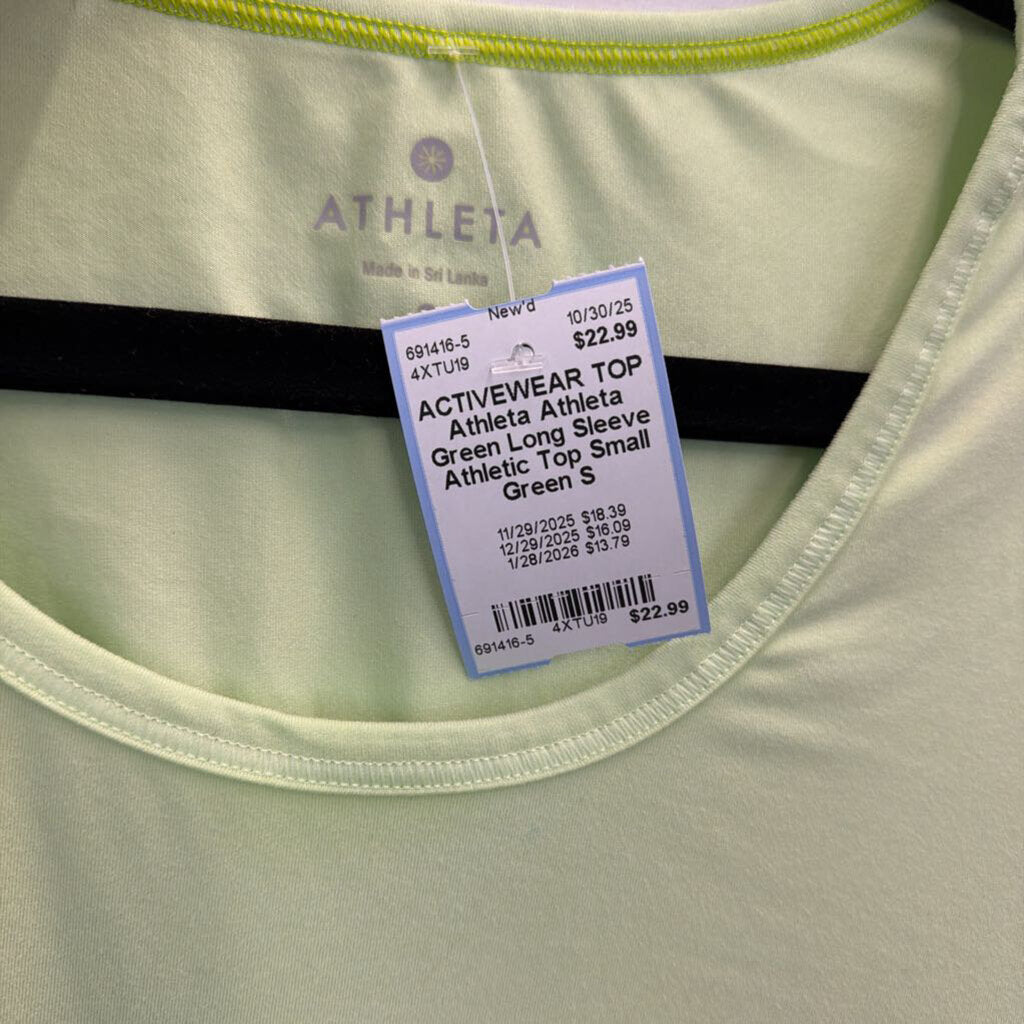 ATHLETA
Made in Sri Lanka
New'd
691416-5 10/30/25
4XTU19 $22.99
ACTIVEWEAR TOP
Athleta Athleta
Green Long Sleeve
Athletic Top Small
Green S
11/29/2025 $18.39
12/29/2025 $16.09
1/28/2026 $13.79
691416-5 4XTU19 $22.99